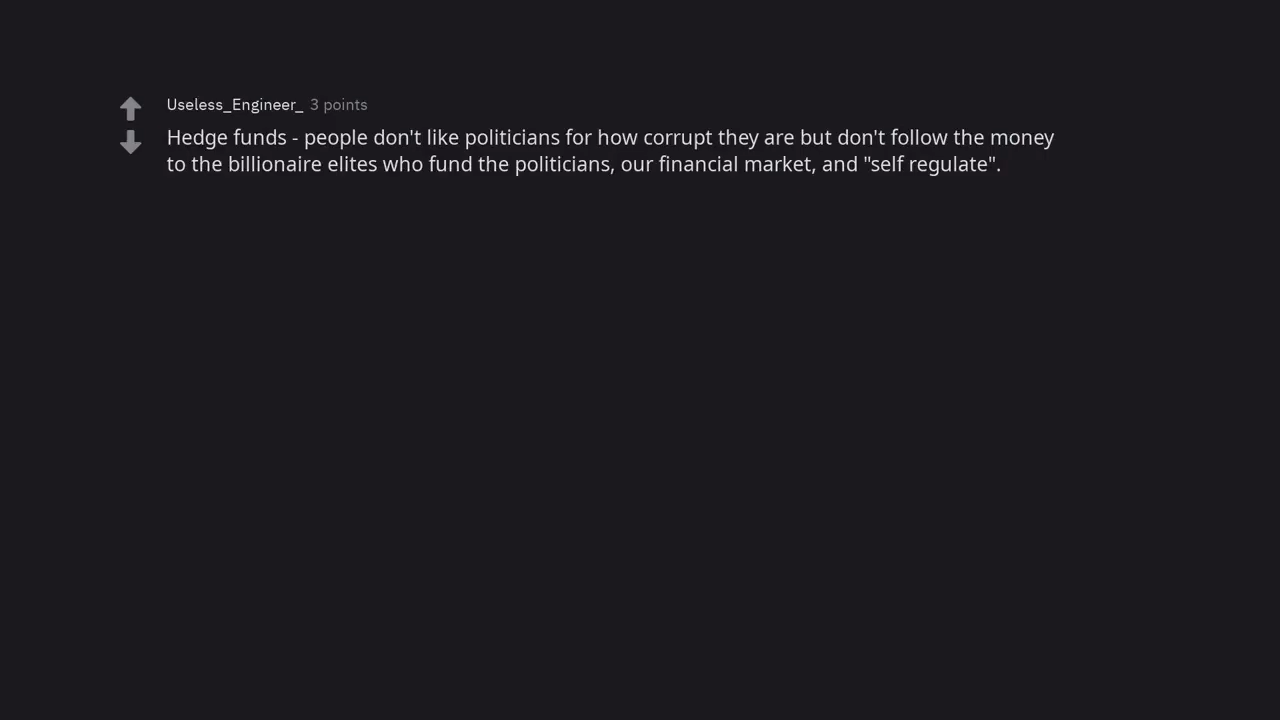 Useless_Engineer_ 3 points
Hedge funds - people don't like politicians for how corrupt they are but don't follow the money
to the billionaire elites who fund the politicians, our financial market, and "self regulate".